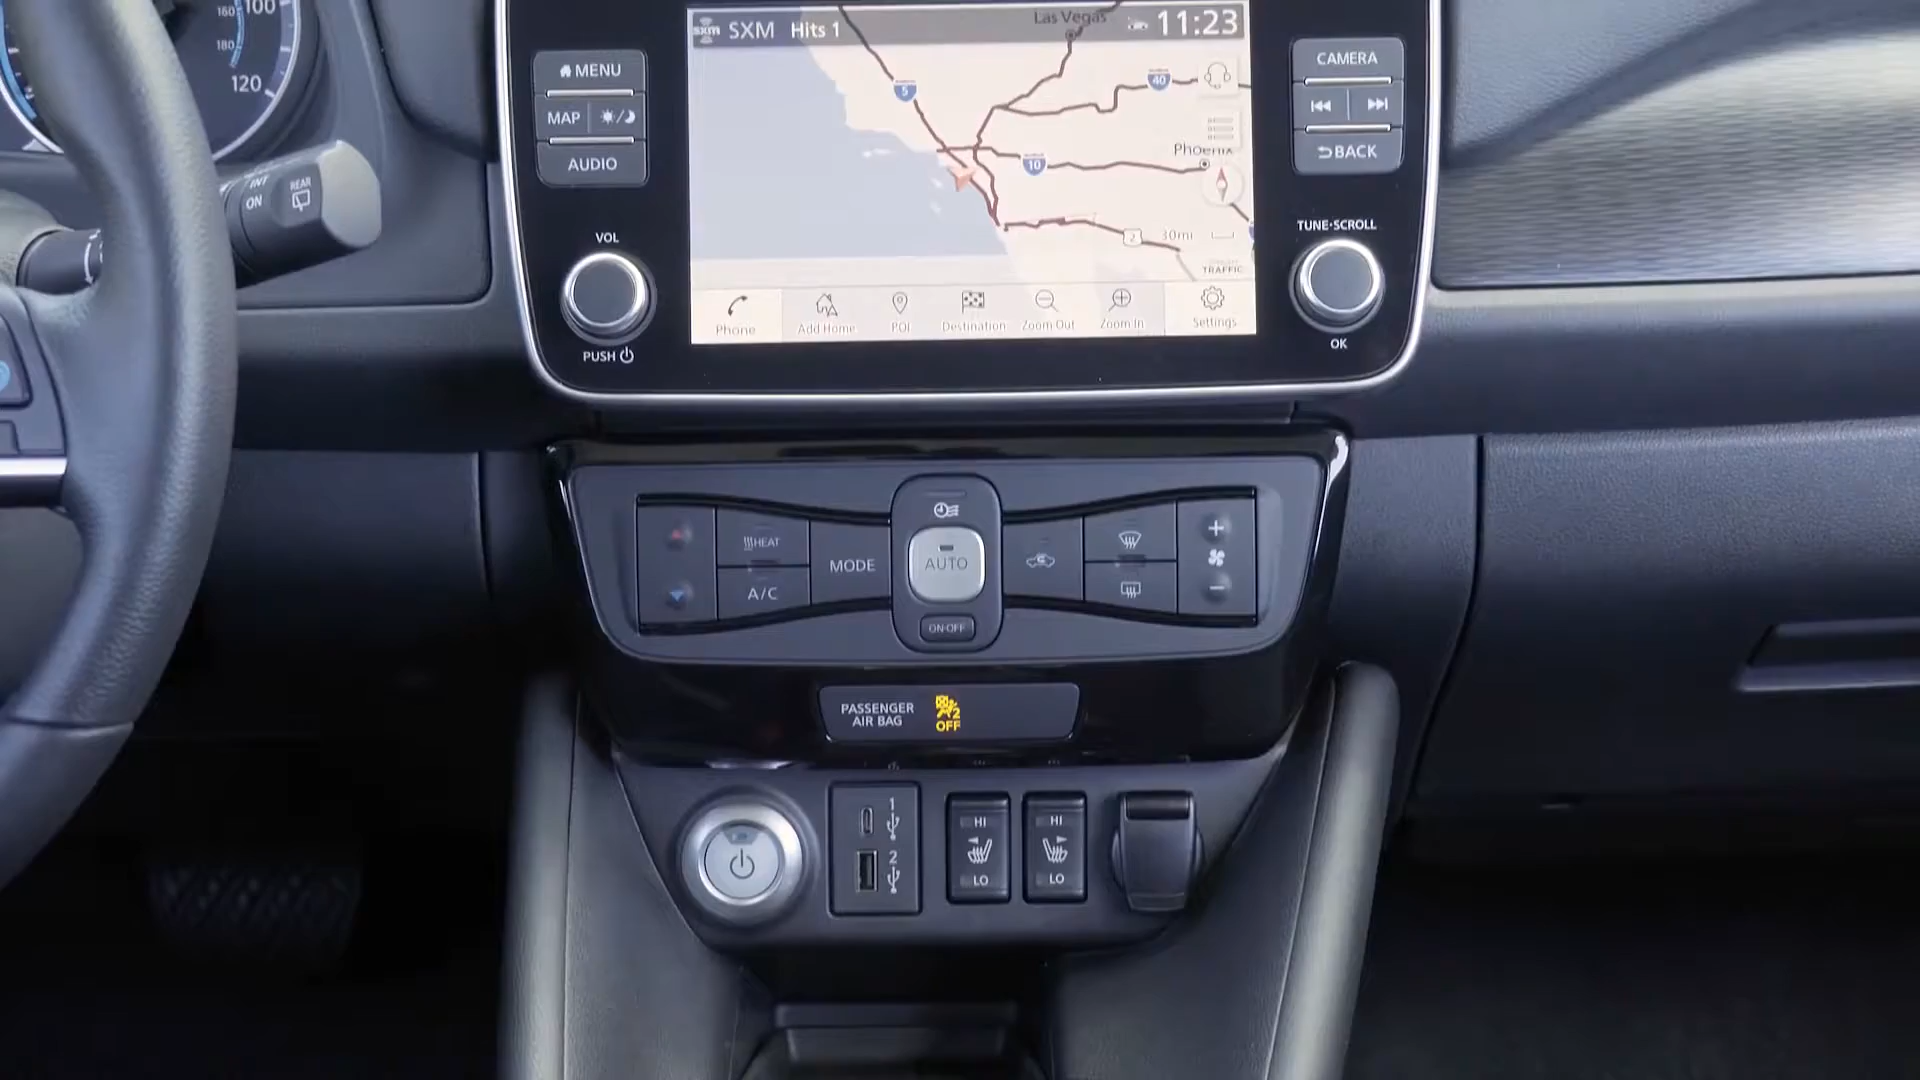 160
100
180
120
INT
ON
REAR
MENU
MAP
AUDIO
VOL
PUSH
sxm
SXM Hits 1
Las Vegas
11:23
5
40
10
Phoenix
2
30mi
TRAFFIC
Phone
Add Home
POI
Destination
Zoom Out
Zoom In
Settings
CAMERA
BACK
TUNE·SCROLL
OK
HEAT
A/C
MODE
AUTO
ON·OFF
+
−
PASSENGER
AIR BAG
2
OFF
1
2
HI
LO
HI
LO